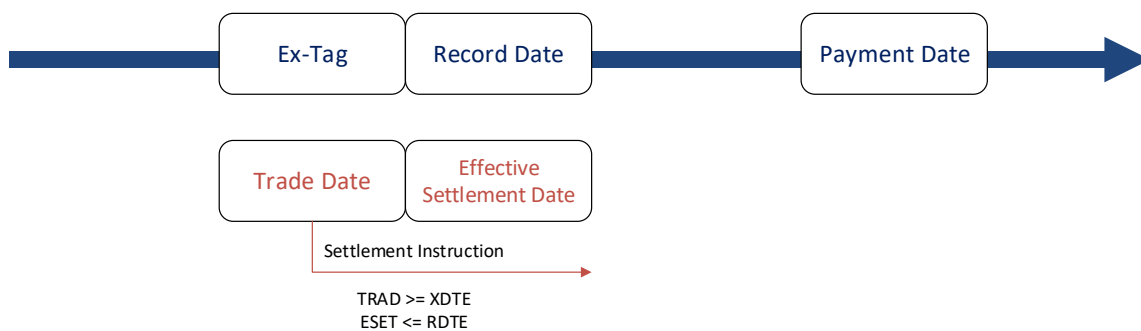 Ex-Tag
Record Date
Payment Date
Trade Date
Effective
Settlement Date
Settlement Instruction
TRAD >= XDTE
ESET <= RDTE